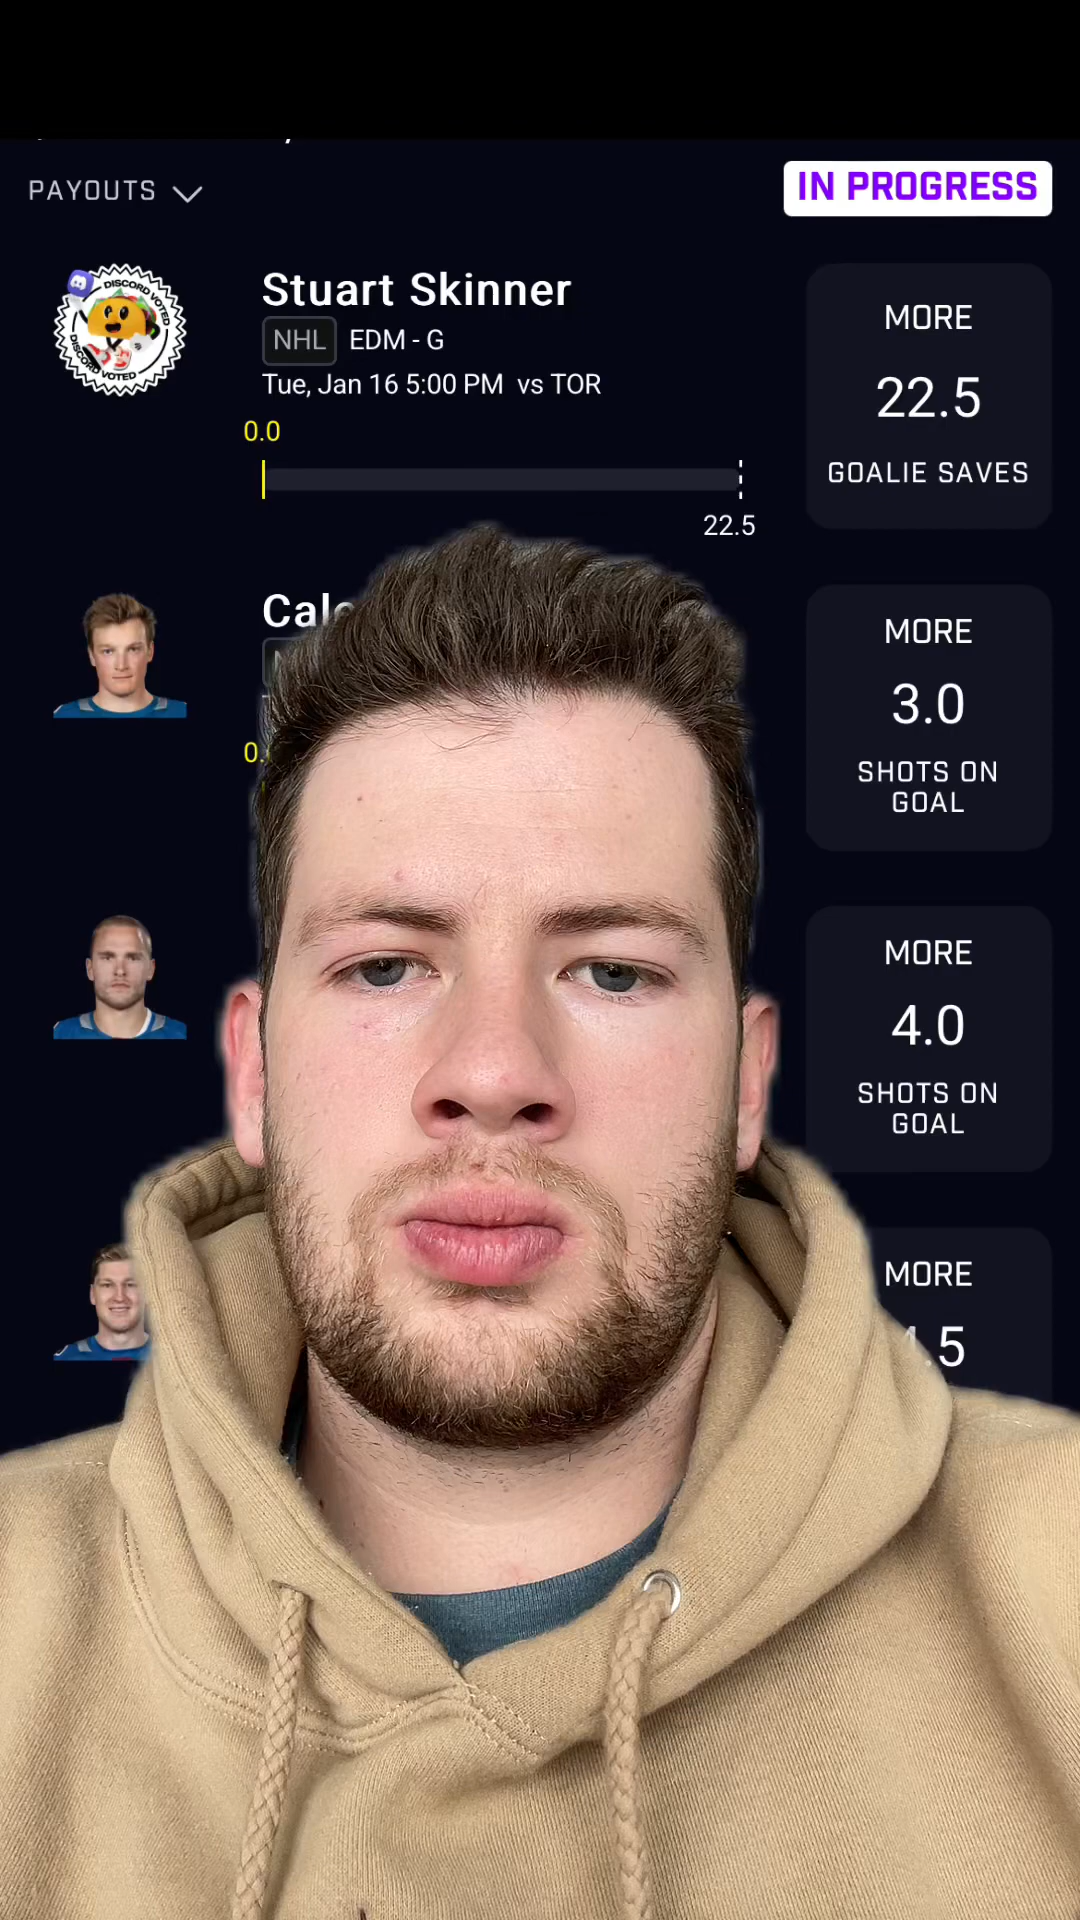 PAYOUTS
IN PROGRESS
DISCORD VOTED
DISCORD VOTED
Stuart Skinner
NHL EDM - G
Tue, Jan 16 5:00 PM vs TOR
0.0
22.5
MORE
22.5
GOALIE SAVES
MORE
3.0
SHOTS ON
GOAL
MORE
4.0
SHOTS ON
GOAL
MORE